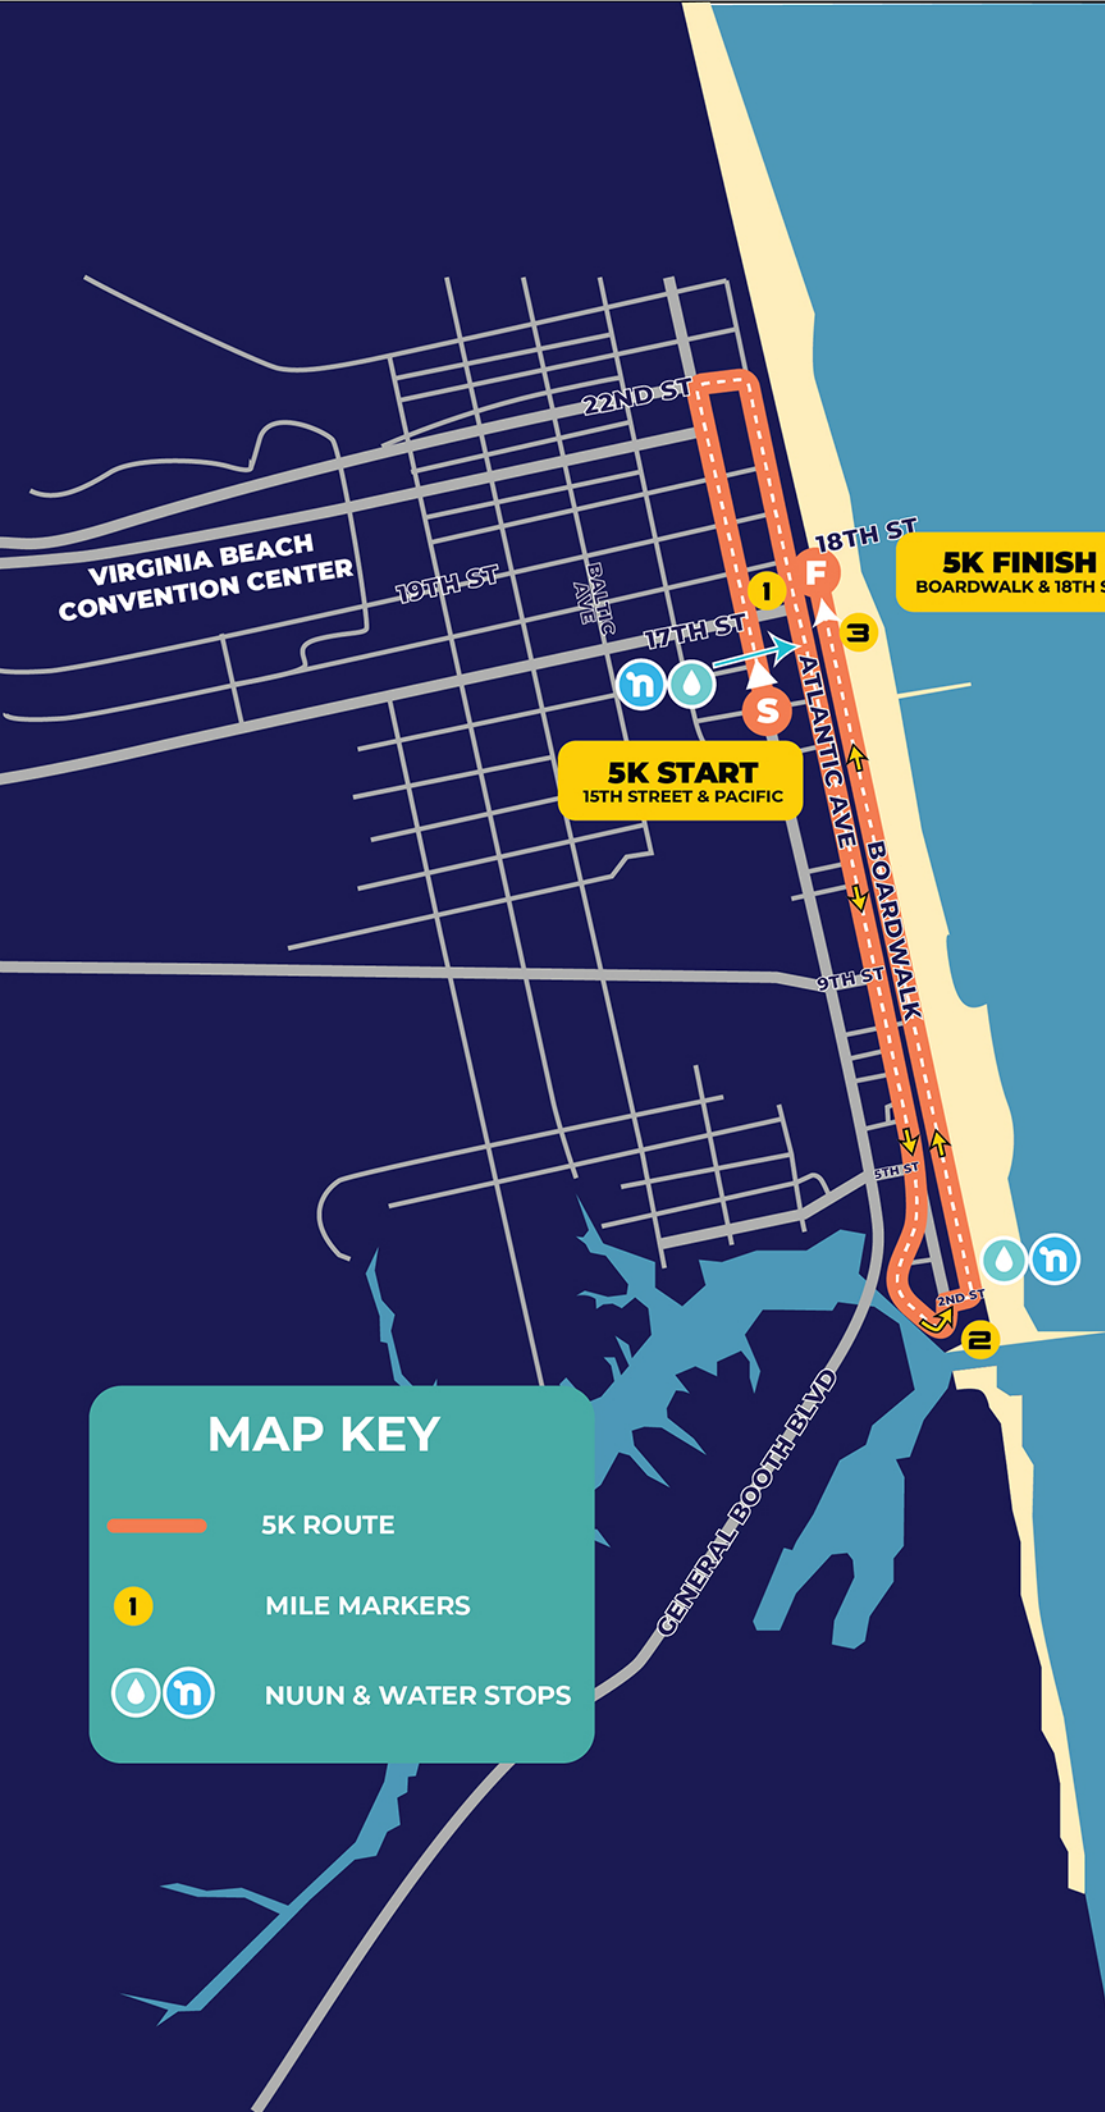 22ND ST
18TH ST
5K FINISH
BOARDWALK & 18TH S
VIRGINIA BEACH
CONVENTION CENTER
19TH ST
BALTIC
AVE
1
F
17TH ST
3
n
S
ATLANTIC AVE
5K START
15TH STREET & PACIFIC
BOARDWALK
9TH ST
5TH ST
n
2ND ST
2
GENERAL BOOTH BLVD
MAP KEY
5K ROUTE
1
MILE MARKERS
n
NUUN & WATER STOPS